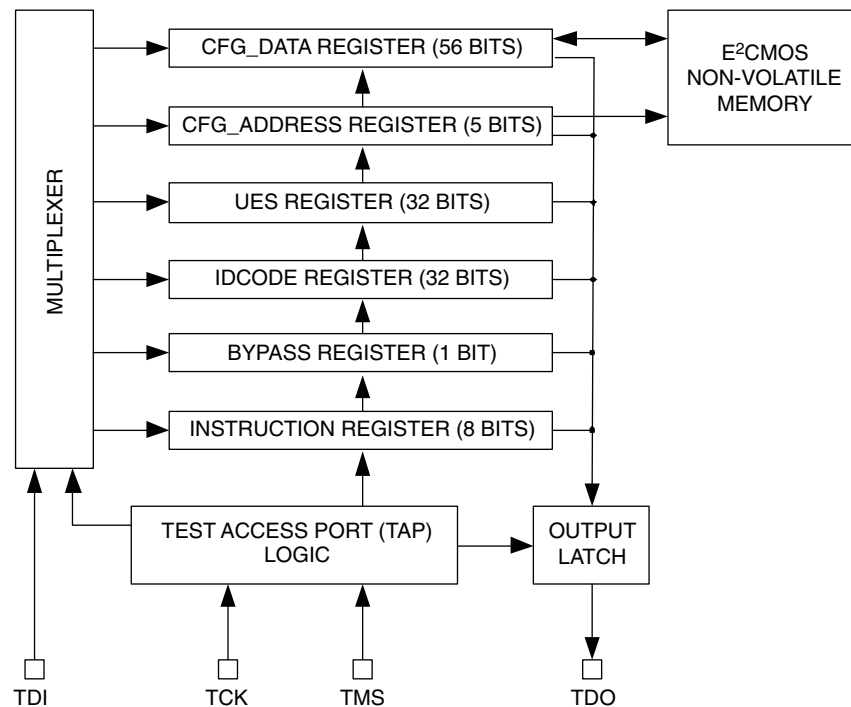 CFG_DATA REGISTER (56 BITS)
E²CMOS
NON-VOLATILE
MEMORY
CFG_ADDRESS REGISTER (5 BITS)
MULTIPLEXER
UES REGISTER (32 BITS)
IDCODE REGISTER (32 BITS)
BYPASS REGISTER (1 BIT)
INSTRUCTION REGISTER (8 BITS)
TEST ACCESS PORT (TAP)
LOGIC
OUTPUT
LATCH
TDI
TCK
TMS
TDO